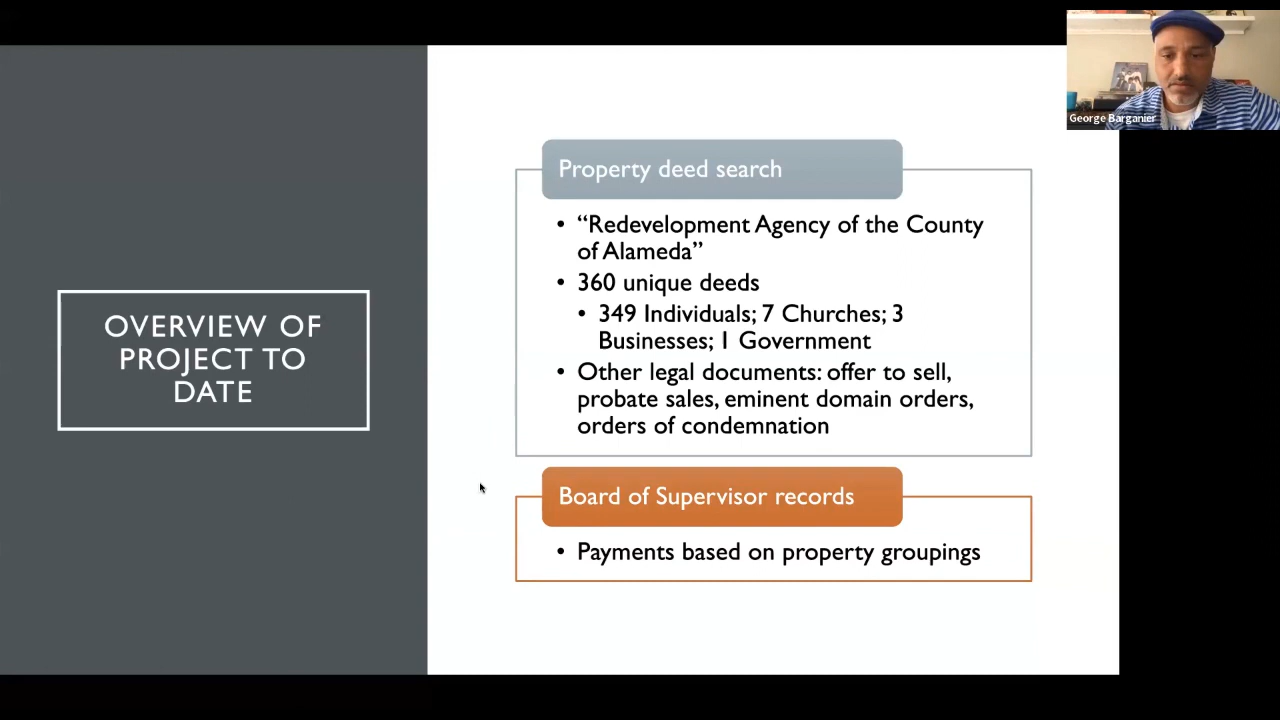 George Barganier
OVERVIEW OF
PROJECT TO
DATE
Property deed search
• “Redevelopment Agency of the County
of Alameda”
• 360 unique deeds
• 349 Individuals; 7 Churches; 3
Businesses; 1 Government
• Other legal documents: offer to sell,
probate sales, eminent domain orders,
orders of condemnation
Board of Supervisor records
• Payments based on property groupings